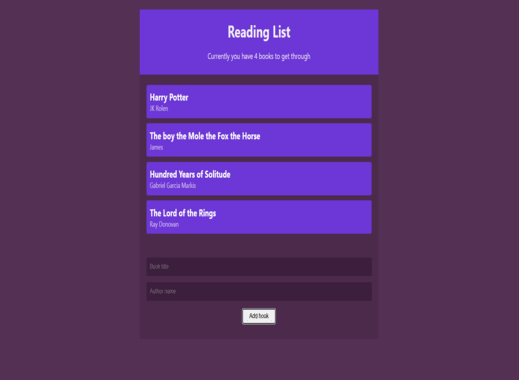 Reading List
Currently you have 4 books to get through
Harry Potter
JK Rolen
The boy the Mole the Fox the Horse
James
Hundred Years of Solitude
Gabriel Garcia Markis
The Lord of the Rings
Ray Donovan
Book title
Author name
Add book